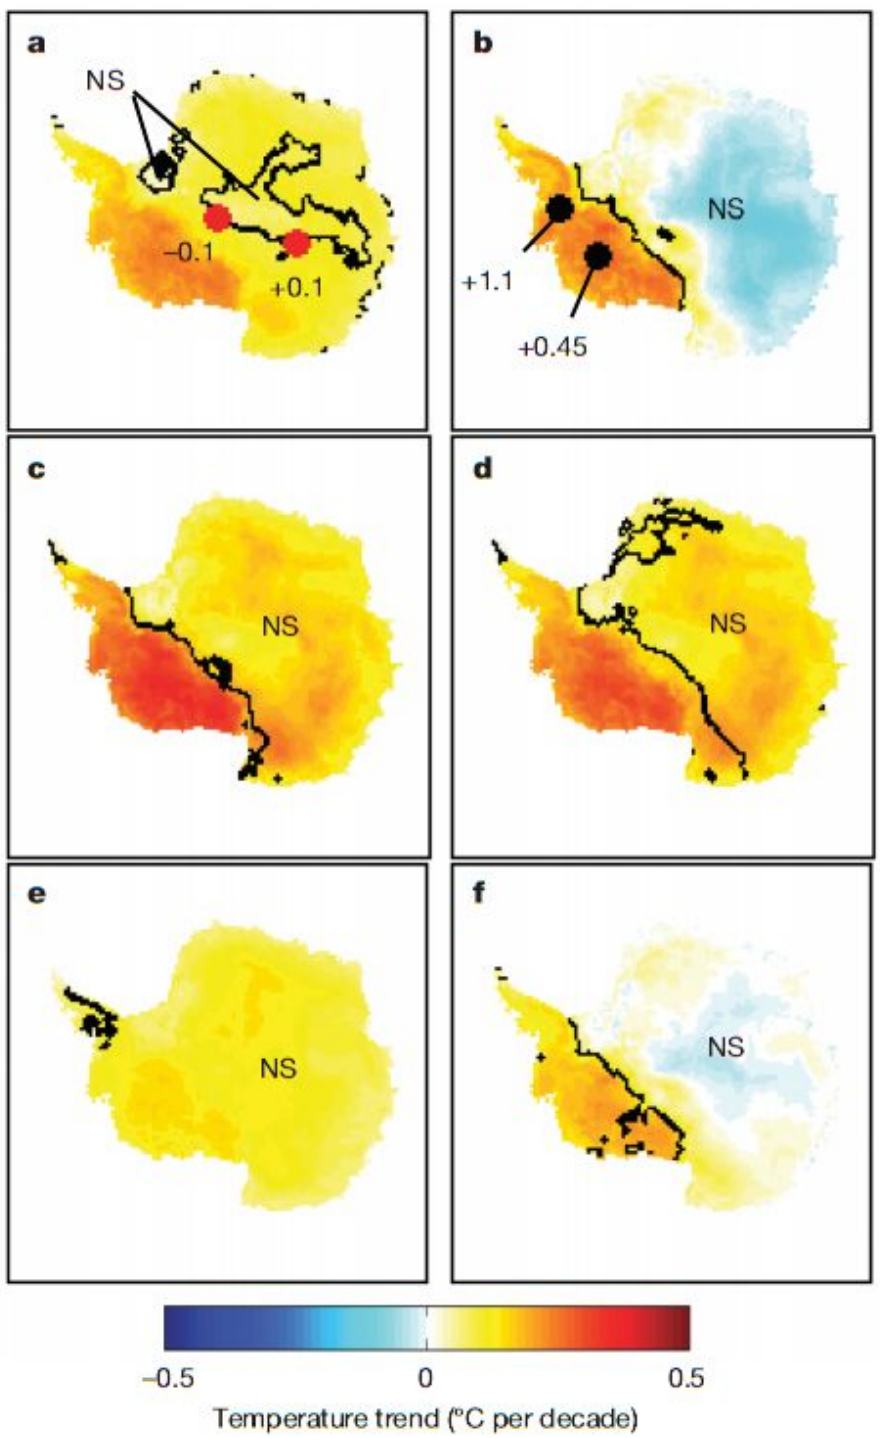 a
NS
–0.1
+0.1
b
NS
+1.1
+0.45
c
NS
d
NS
e
NS
f
NS
–0.5
0
0.5
Temperature trend (°C per decade)